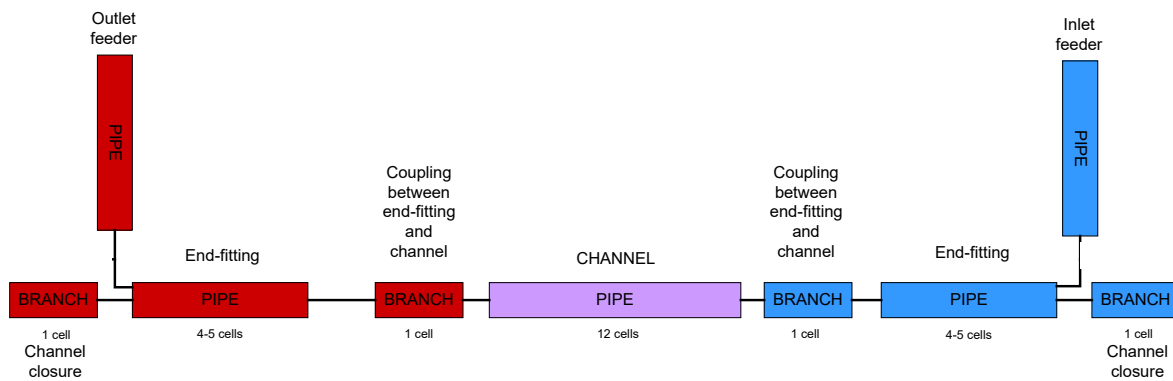 Outlet
feeder
Inlet
feeder
PIPE
PIPE
Coupling
between
end-fitting
and
channel
Coupling
between
end-fitting
and
channel
End-fitting
CHANNEL
End-fitting
BRANCH
PIPE
BRANCH
PIPE
BRANCH
PIPE
BRANCH
1 cell
4-5 cells
1 cell
12 cells
1 cell
4-5 cells
1 cell
Channel
closure
Channel
closure